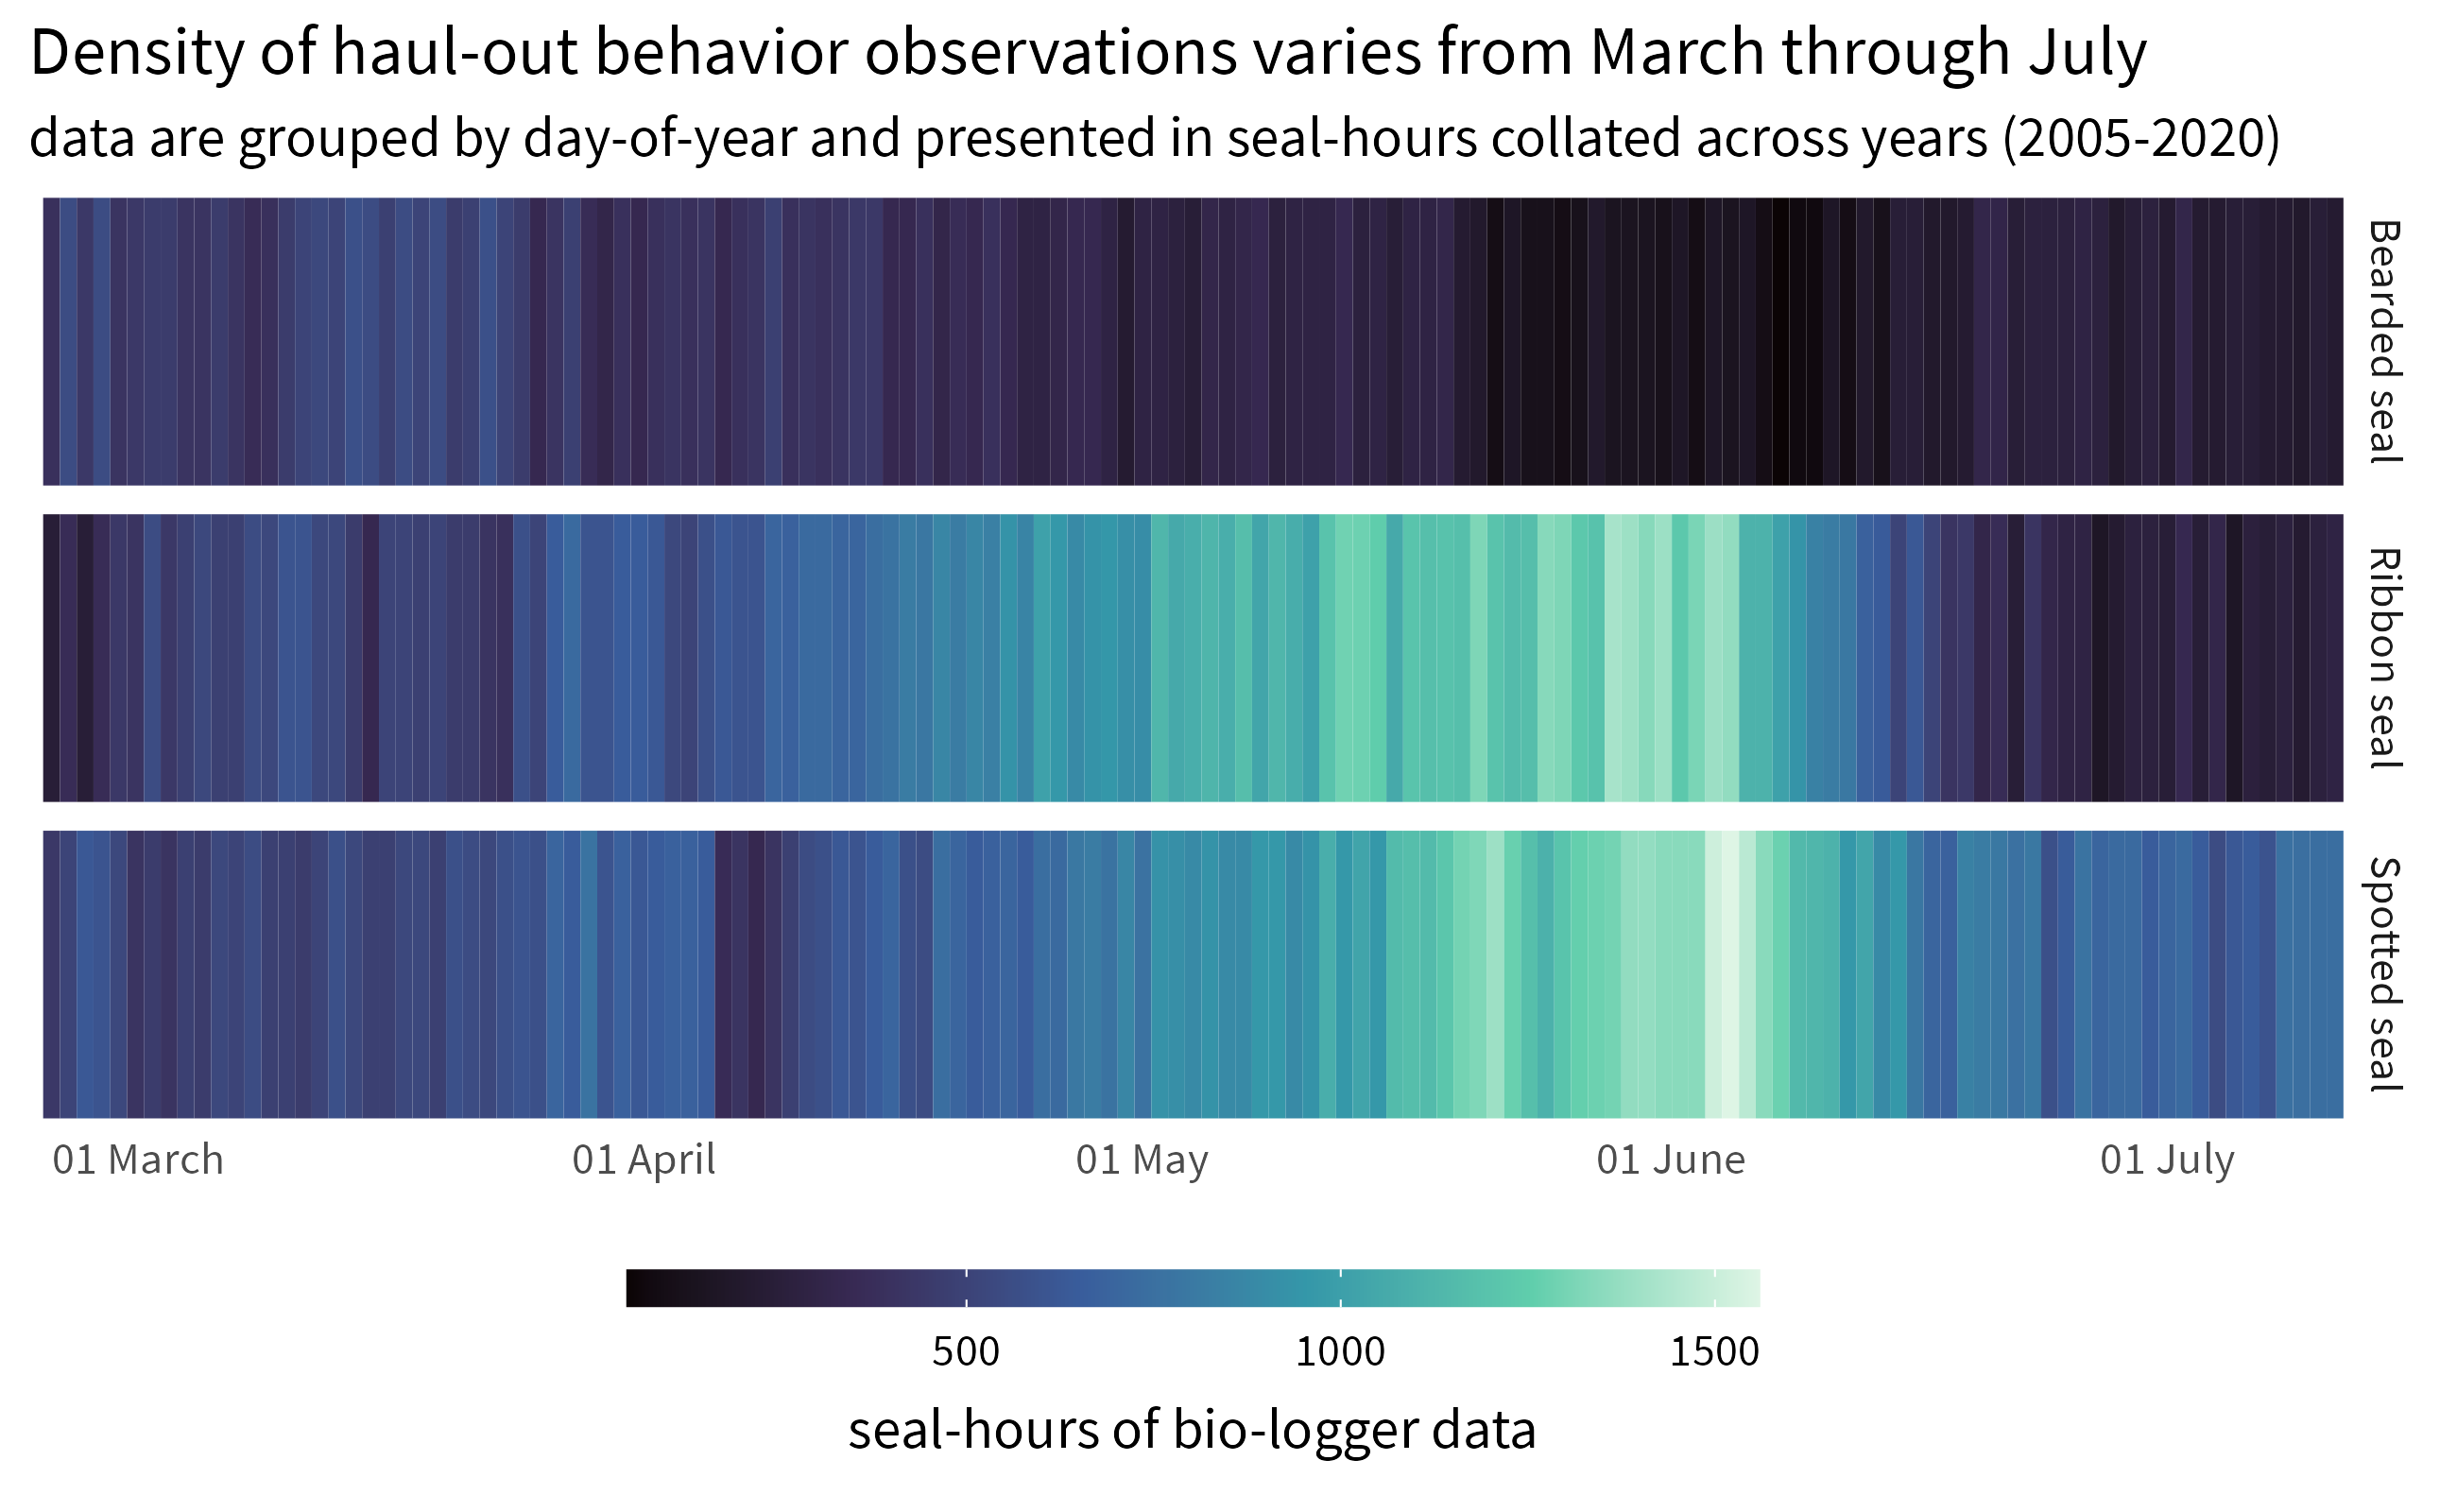 Density of haul-out behavior observations varies from March through July
data are grouped by day-of-year and presented in seal-hours collated across years (2005-2020)
Bearded seal
Ribbon seal
Spotted seal
01 March 01 April 01 May 01 June 01 July
500 1000 1500
seal-hours of bio-logger data